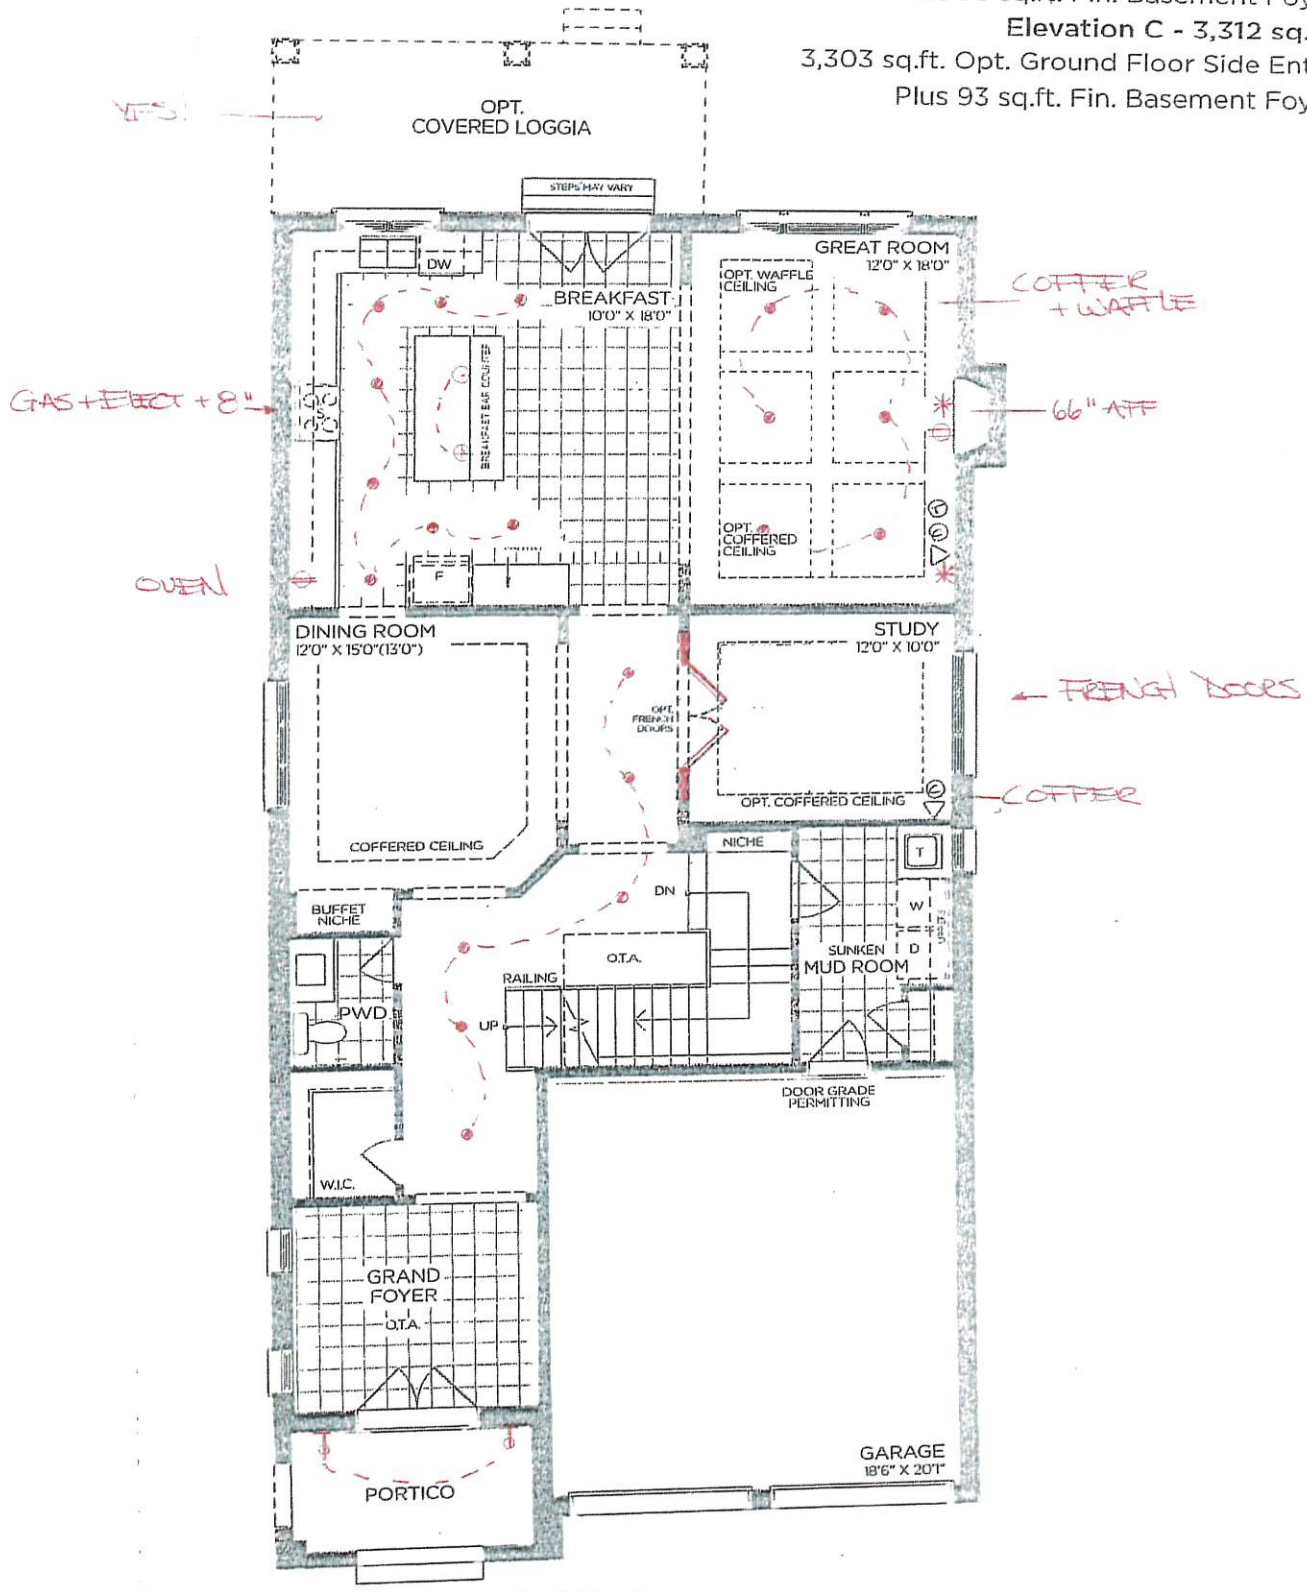 Elevation C - 3,312 sq.
3,303 sq.ft. Opt. Ground Floor Side Ent
Plus 93 sq.ft. Fin. Basement Foy
OPT.
COVERED LOGGIA
STEPS MAY VARY
DW
BREAKFAST
10'0" X 18'0"
GREAT ROOM
12'0" X 18'0"
OPT. WAFFLE
CEILING
COFFER
+ WAFFLE
BREAKFAST BAR COUNTER
GAS + ELECT + 8"
66" AFF
OPT.
COFFERED
CEILING
T
C
OVEN
F
DINING ROOM
12'0" X 15'0"(13'0")
STUDY
12'0" X 10'0"
OPT.
FRENCH
DOORS
FRENCH DOORS
C
OPT. COFFERED CEILING
COFFER
COFFERED CEILING
NICHE
T
BUFFET
NICHE
DN
W
O.T.A.
SUNKEN
MUD ROOM
D
RAILING
PWD.
UP
DOOR GRADE
PERMITTING
W.I.C.
GRAND
FOYER
O.T.A.
GARAGE
18'6" X 20'1"
PORTICO